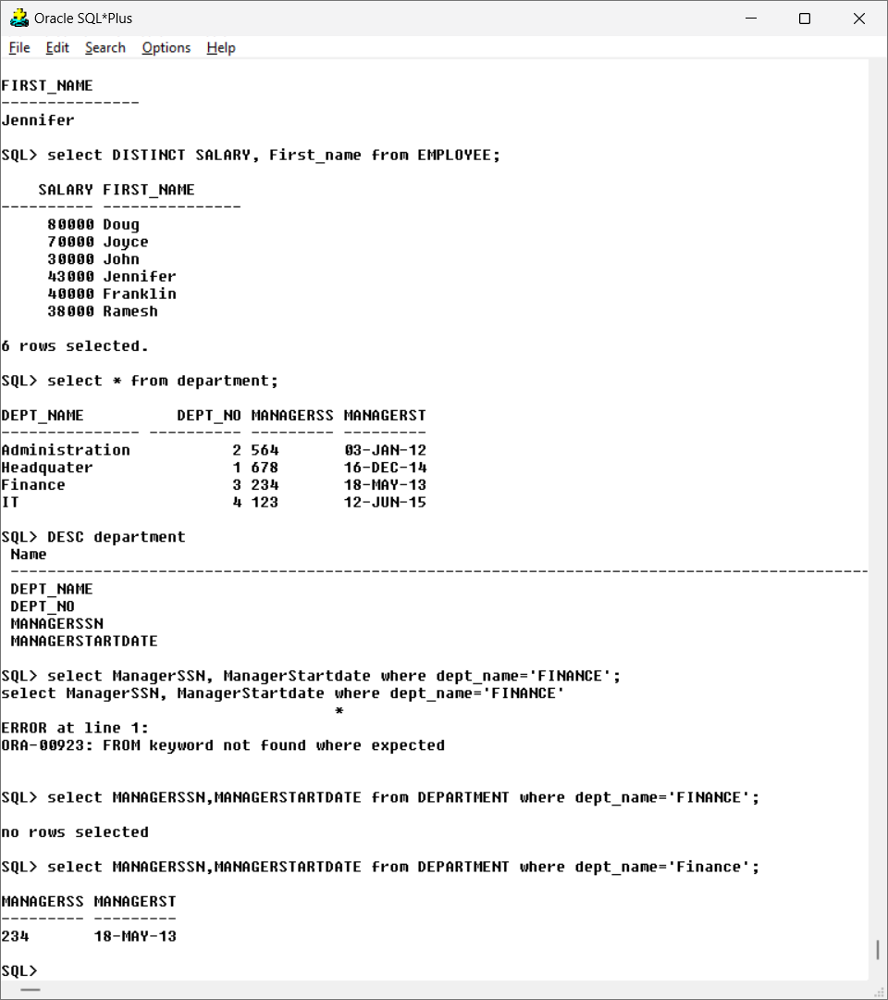 Oracle SQL*Plus
File Edit Search Options Help
FIRST_NAME
---------------
Jennifer
SQL> select DISTINCT SALARY, First_name from EMPLOYEE;
    SALARY FIRST_NAME
---------- ---------------
     80000 Doug
     70000 Joyce
     30000 John
     43000 Jennifer
     40000 Franklin
     38000 Ramesh
6 rows selected.
SQL> select * from department;
DEPT_NAME          DEPT_NO MANAGERSS MANAGERST
--------------- ---------- --------- ---------
Administration           2 564       03-JAN-12
Headquater               1 678       16-DEC-14
Finance                  3 234       18-MAY-13
IT                       4 123       12-JUN-15
SQL> DESC department
 Name
 ---------------------------------------------------------------------------------------------
 DEPT_NAME
 DEPT_NO
 MANAGERSSN
 MANAGERSTARTDATE
SQL> select ManagerSSN, ManagerStartdate where dept_name='FINANCE';
select ManagerSSN, ManagerStartdate where dept_name='FINANCE'
                                    *
ERROR at line 1:
ORA-00923: FROM keyword not found where expected
SQL> select MANAGERSSN,MANAGERSTARTDATE from DEPARTMENT where dept_name='FINANCE';
no rows selected
SQL> select MANAGERSSN,MANAGERSTARTDATE from DEPARTMENT where dept_name='Finance';
MANAGERSS MANAGERST
--------- ---------
234       18-MAY-13
SQL>